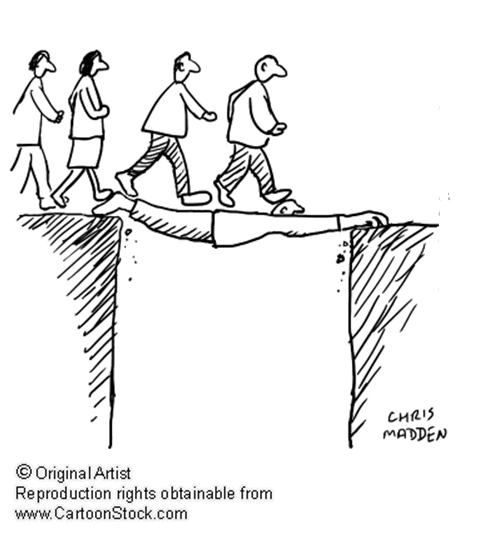 CHRIS
MADDEN
© Original Artist
Reproduction rights obtainable from
www.CartoonStock.com